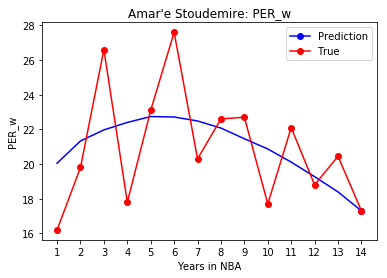 Amar'e Stoudemire: PER_w
Prediction
True
PER_w
28
26
24
22
20
18
16
1 2 3 4 5 6 7 8 9 10 11 12 13 14
Years in NBA